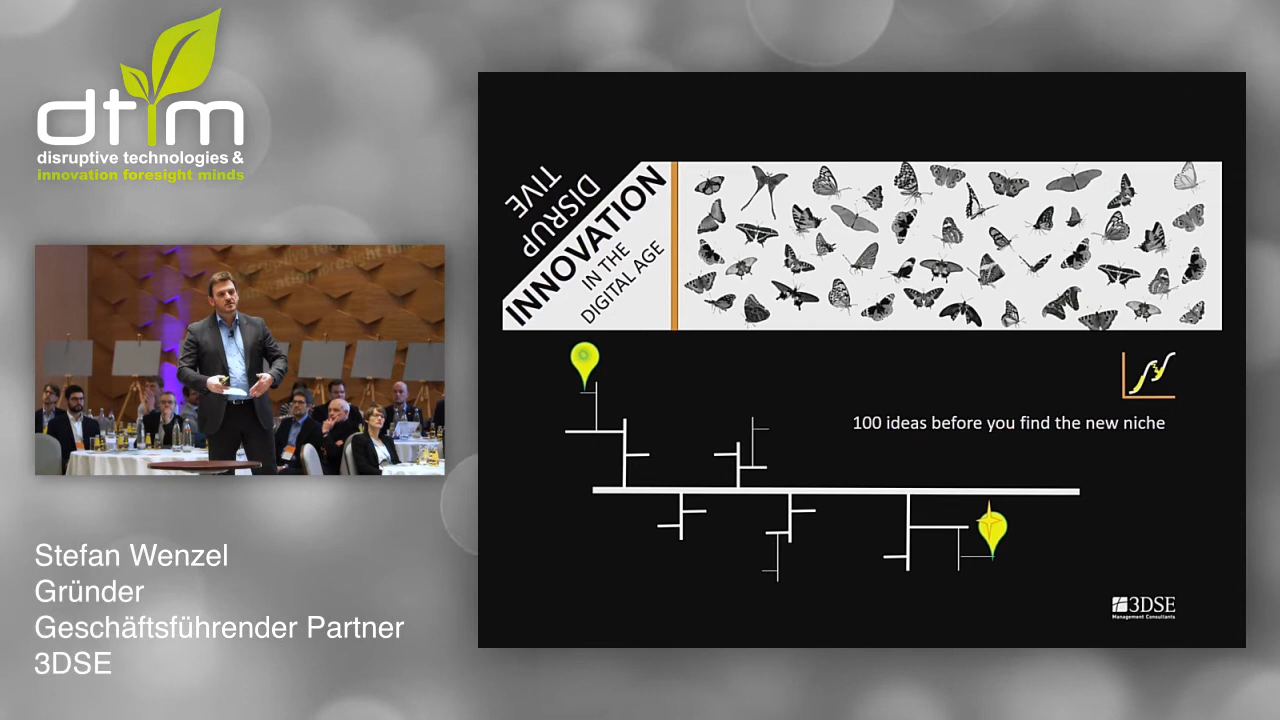 dtim
disruptive technologies &
innovation foresight minds
DISRUP
TIVE
INNOVATION
IN THE
DIGITAL AGE
100 ideas before you find the new niche
3DSE
Management Consultants
Stefan Wenzel
Gründer
Geschäftsführender Partner
3DSE